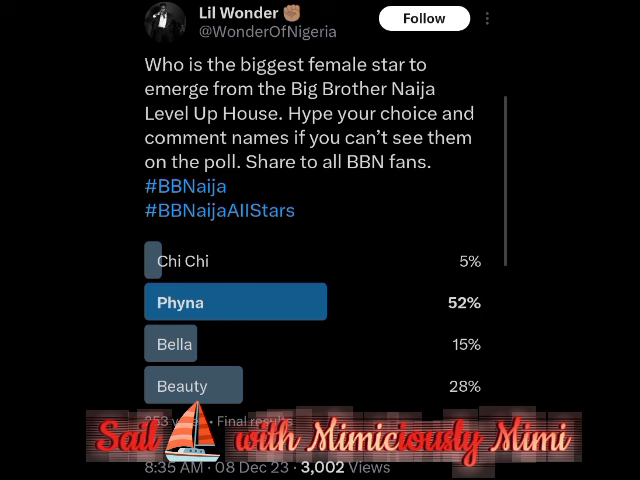 Lil Wonder
Follow
@WonderOfNigeria
Who is the biggest female star to
emerge from the Big Brother Naija
Level Up House. Hype your choice and
comment names if you can’t see them
on the poll. Share to all BBN fans.
#BBNaija
#BBNaijaAllStars
Chi Chi 5%
Phyna 52%
Bella 15%
Beauty 28%
• Final results
Sail with Mimiciously Mimi
8:35 AM · 08 Dec 23 · 3,002 Views